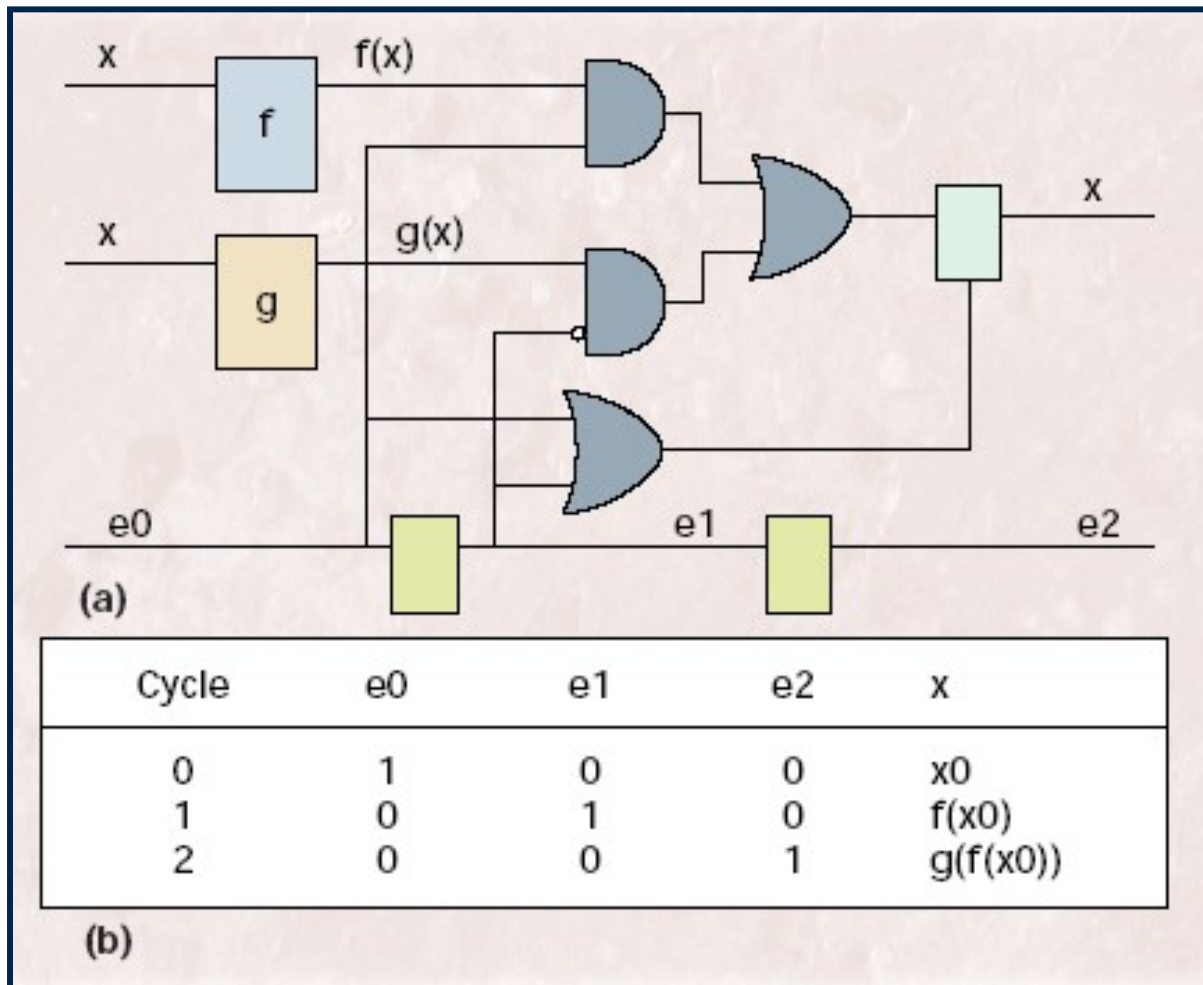 x
f(x)
f
x
x
g(x)
g
e0
e1
e2
(a)
Cycle e0 e1 e2 x
0 1 0 0 x0
1 0 1 0 f(x0)
2 0 0 1 g(f(x0))
(b)